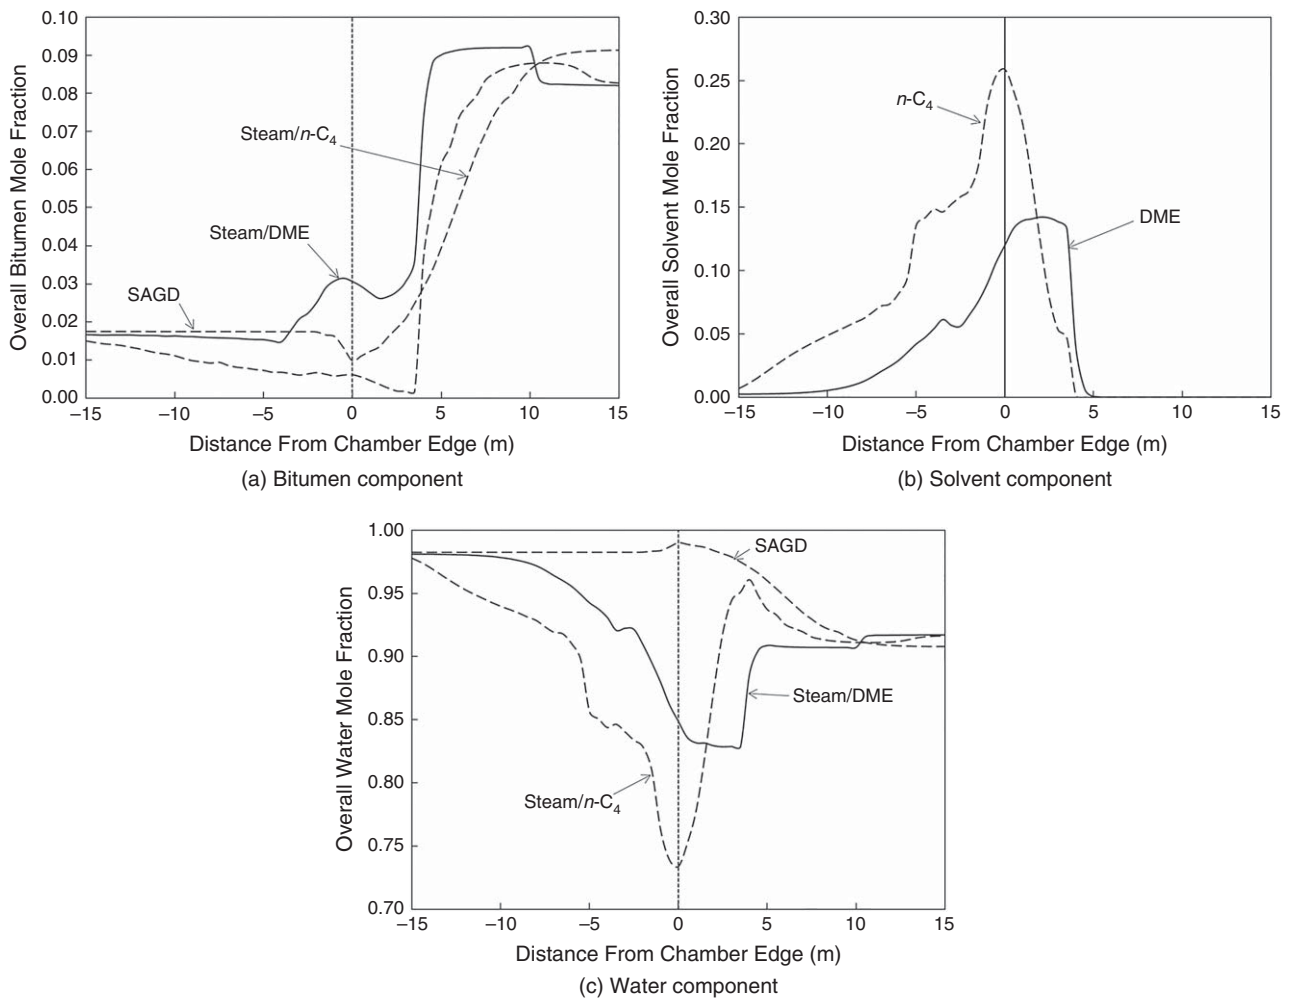 0.10
0.09
0.08
0.07
0.06
0.05
0.04
0.03
0.02
0.01
0.00
Overall Bitumen Mole Fraction
Steam/n-C4
Steam/DME
SAGD
–15 –10 –5 0 5 10 15
Distance From Chamber Edge (m)
(a) Bitumen component
0.30
0.25
0.20
0.15
0.10
0.05
0.00
Overall Solvent Mole Fraction
n-C4
DME
–15 –10 –5 0 5 10 15
Distance From Chamber Edge (m)
(b) Solvent component
1.00
0.95
0.90
0.85
0.80
0.75
0.70
Overall Water Mole Fraction
SAGD
Steam/DME
Steam/n-C4
–15 –10 –5 0 5 10 15
Distance From Chamber Edge (m)
(c) Water component